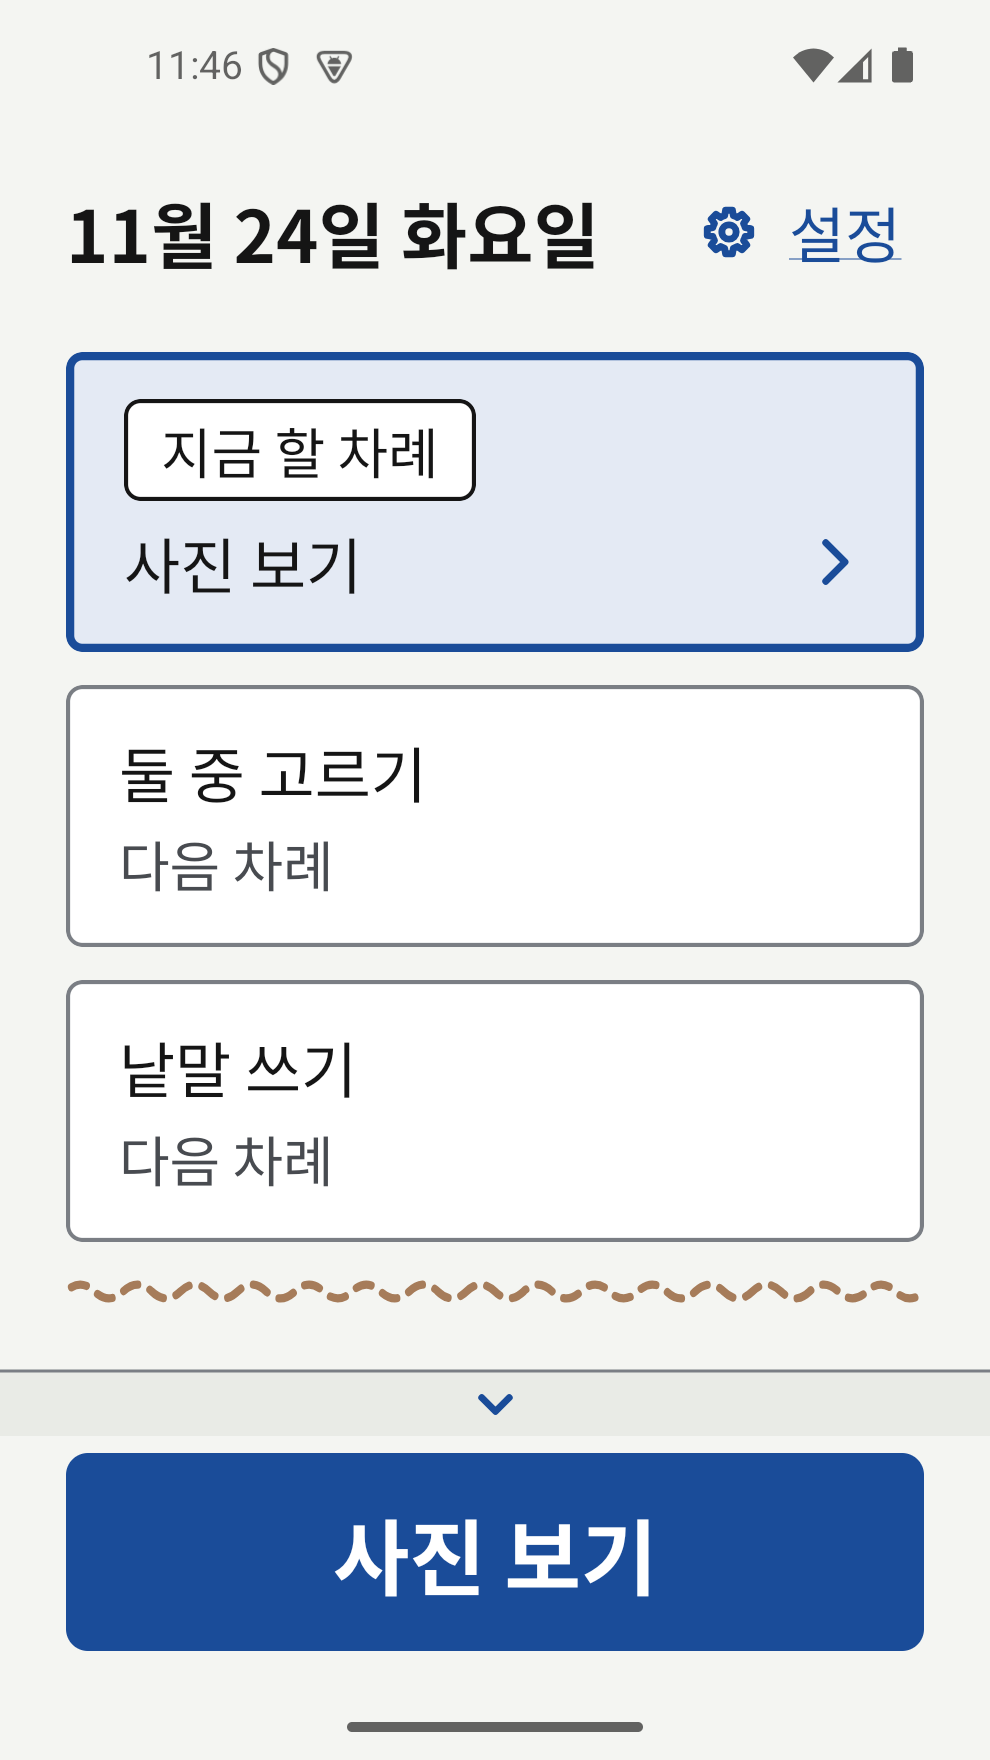 11:46
11월 24일 화요일
설정
지금 할 차례
사진 보기
둘 중 고르기
다음 차례
낱말 쓰기
다음 차례
사진 보기